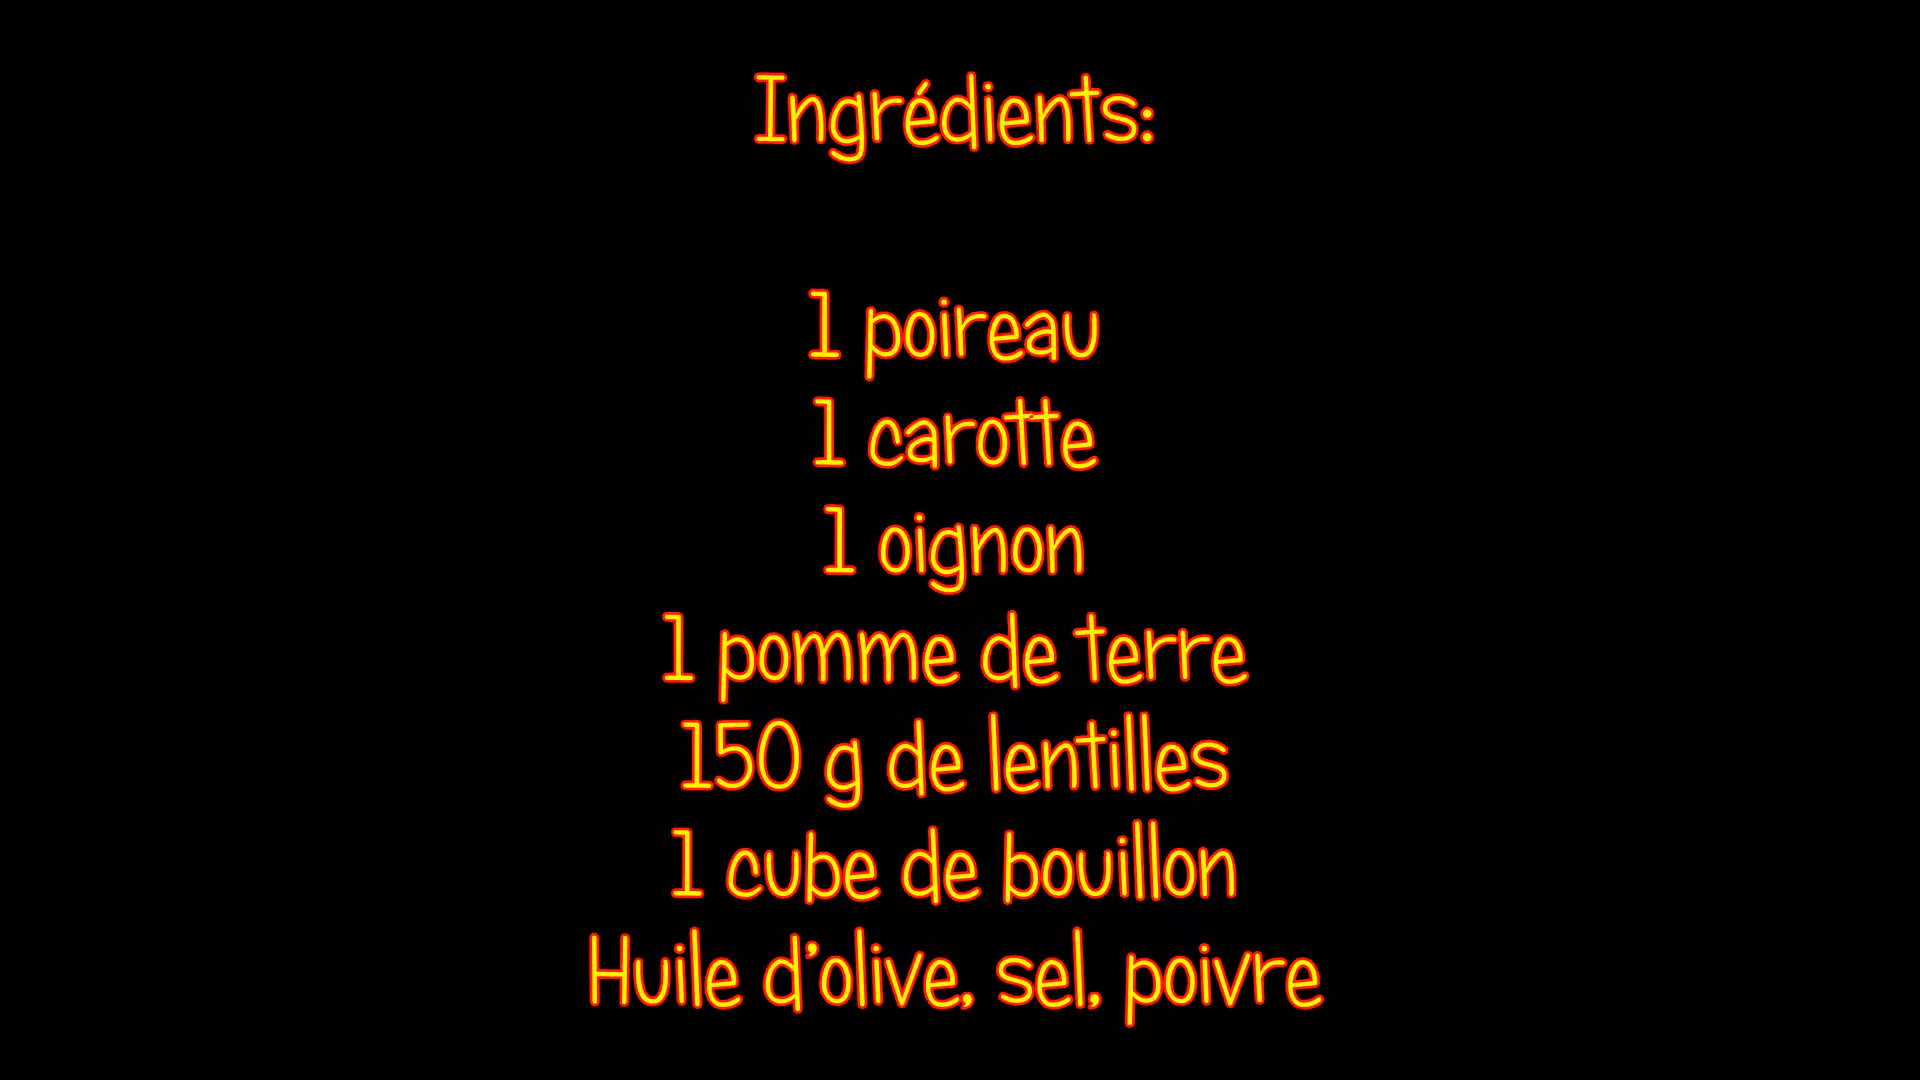 Ingrédients:
1 poireau
1 carotte
1 oignon
1 pomme de terre
150 g de lentilles
1 cube de bouillon
Huile d'olive, sel, poivre